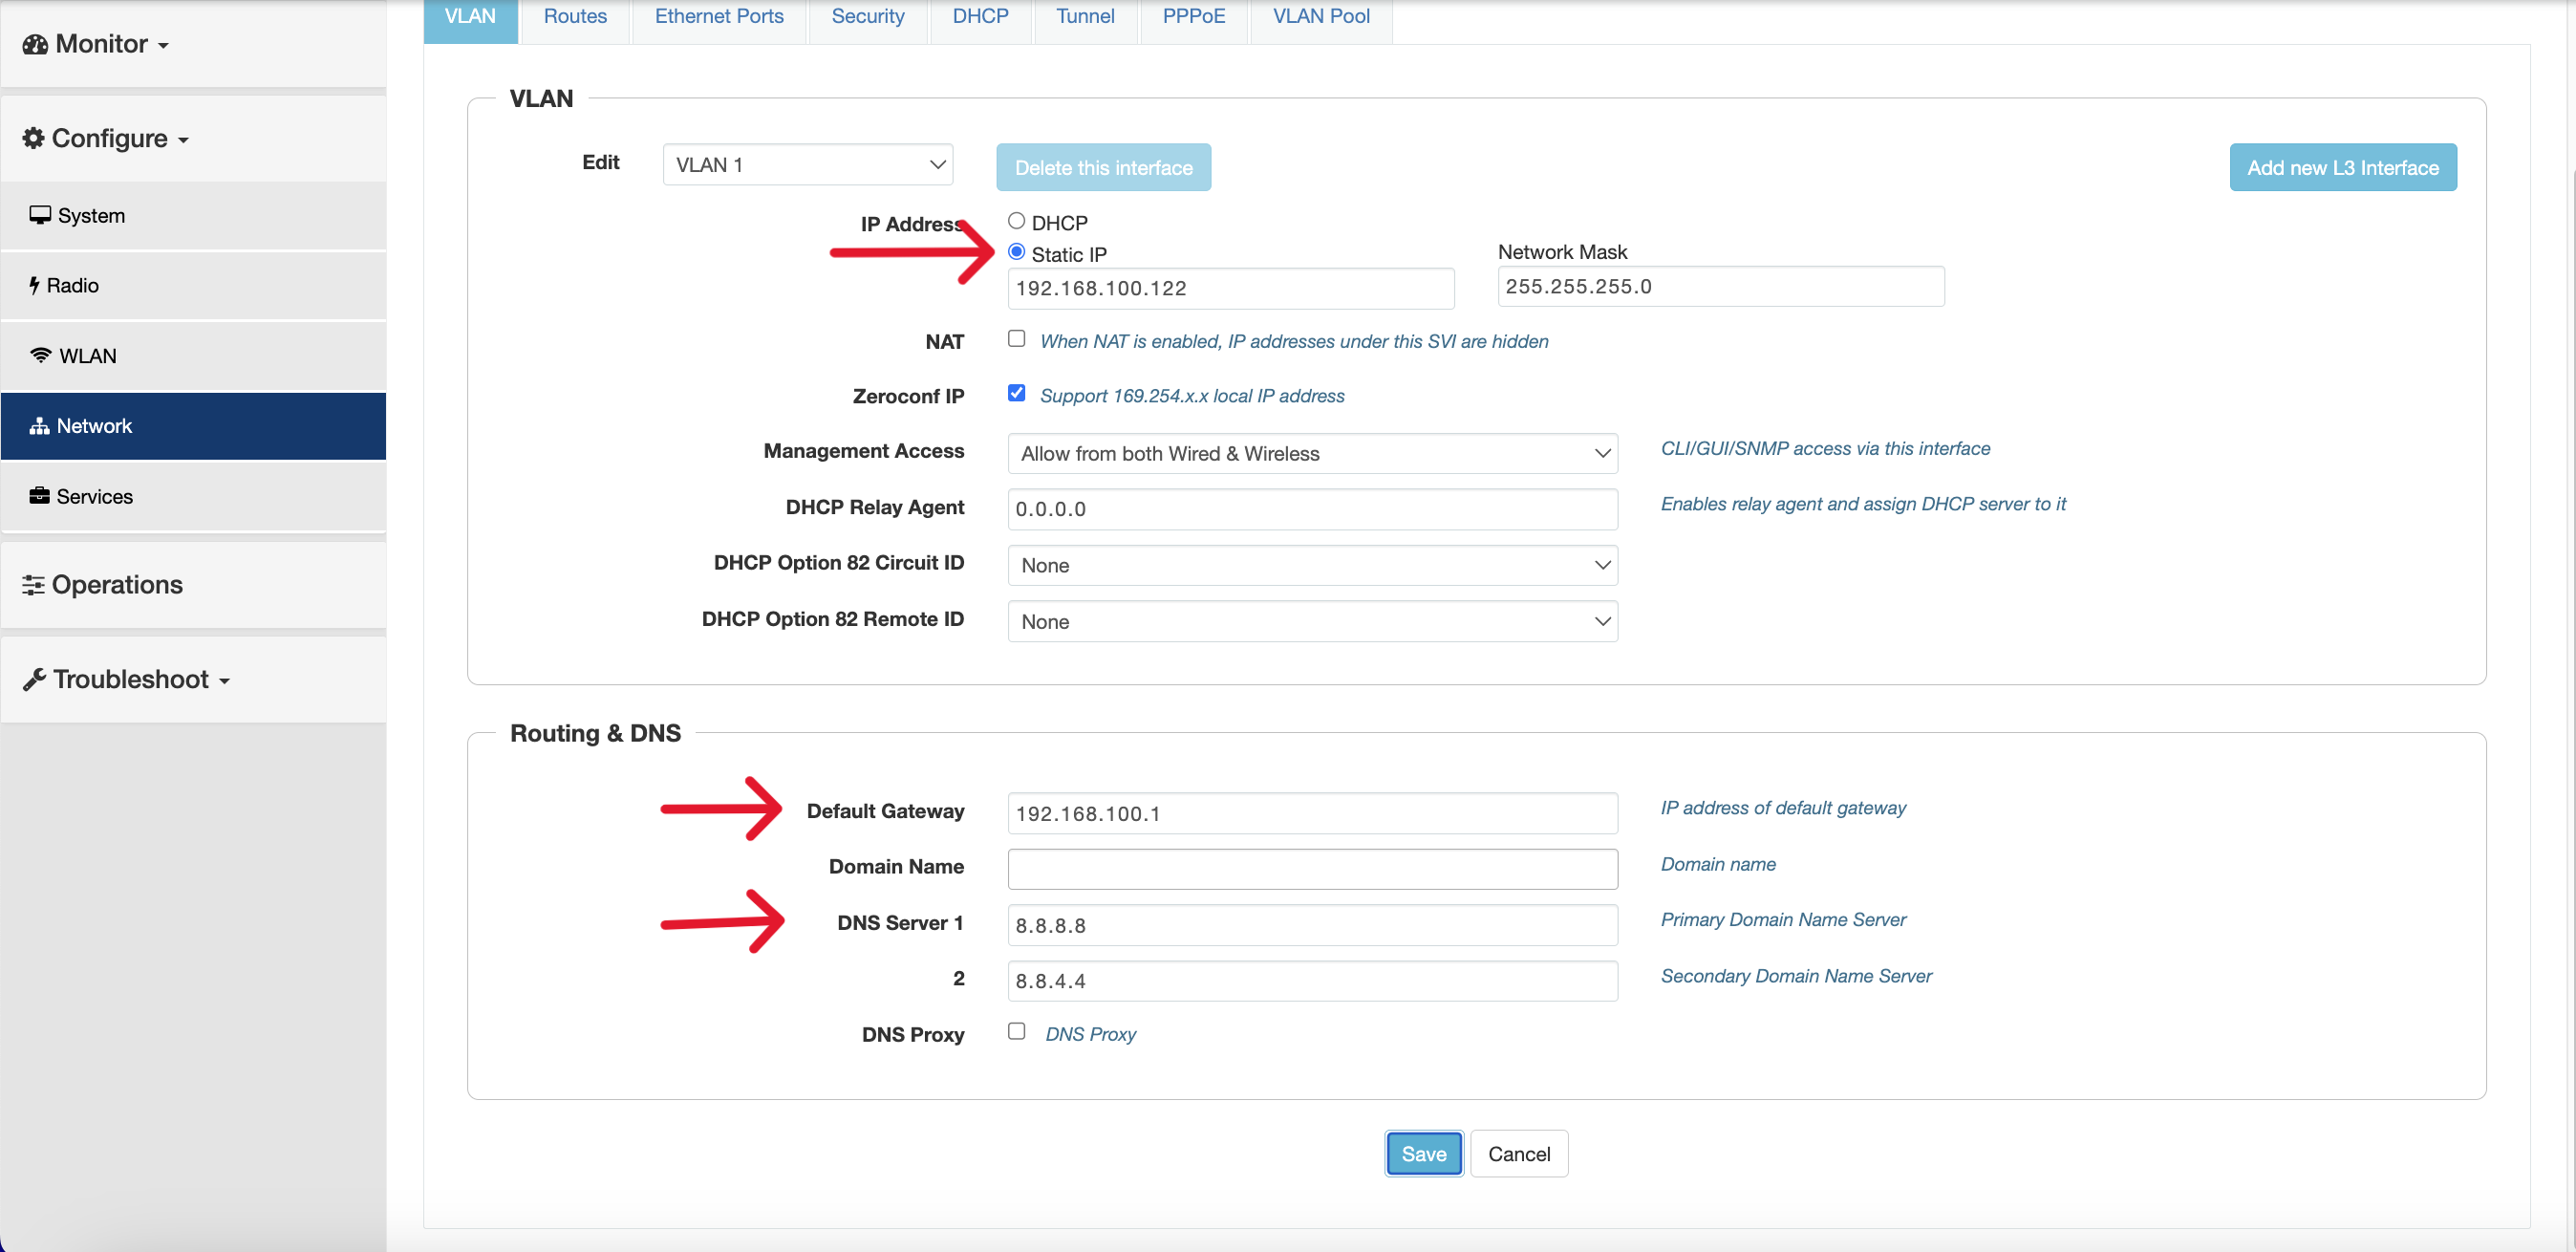 VLAN Routes Ethernet Ports Security DHCP Tunnel PPPoE VLAN Pool
Monitor
Configure
System
Radio
WLAN
Network
Services
Operations
Troubleshoot
VLAN
Edit VLAN 1 Delete this interface Add new L3 Interface
IP Address DHCP
Static IP Network Mask
192.168.100.122 255.255.255.0
NAT When NAT is enabled, IP addresses under this SVI are hidden
Zeroconf IP Support 169.254.x.x local IP address
Management Access Allow from both Wired & Wireless CLI/GUI/SNMP access via this interface
DHCP Relay Agent 0.0.0.0 Enables relay agent and assign DHCP server to it
DHCP Option 82 Circuit ID None
DHCP Option 82 Remote ID None
Routing & DNS
Default Gateway 192.168.100.1 IP address of default gateway
Domain Name Domain name
DNS Server 1 8.8.8.8 Primary Domain Name Server
2 8.8.4.4 Secondary Domain Name Server
DNS Proxy DNS Proxy
Save Cancel